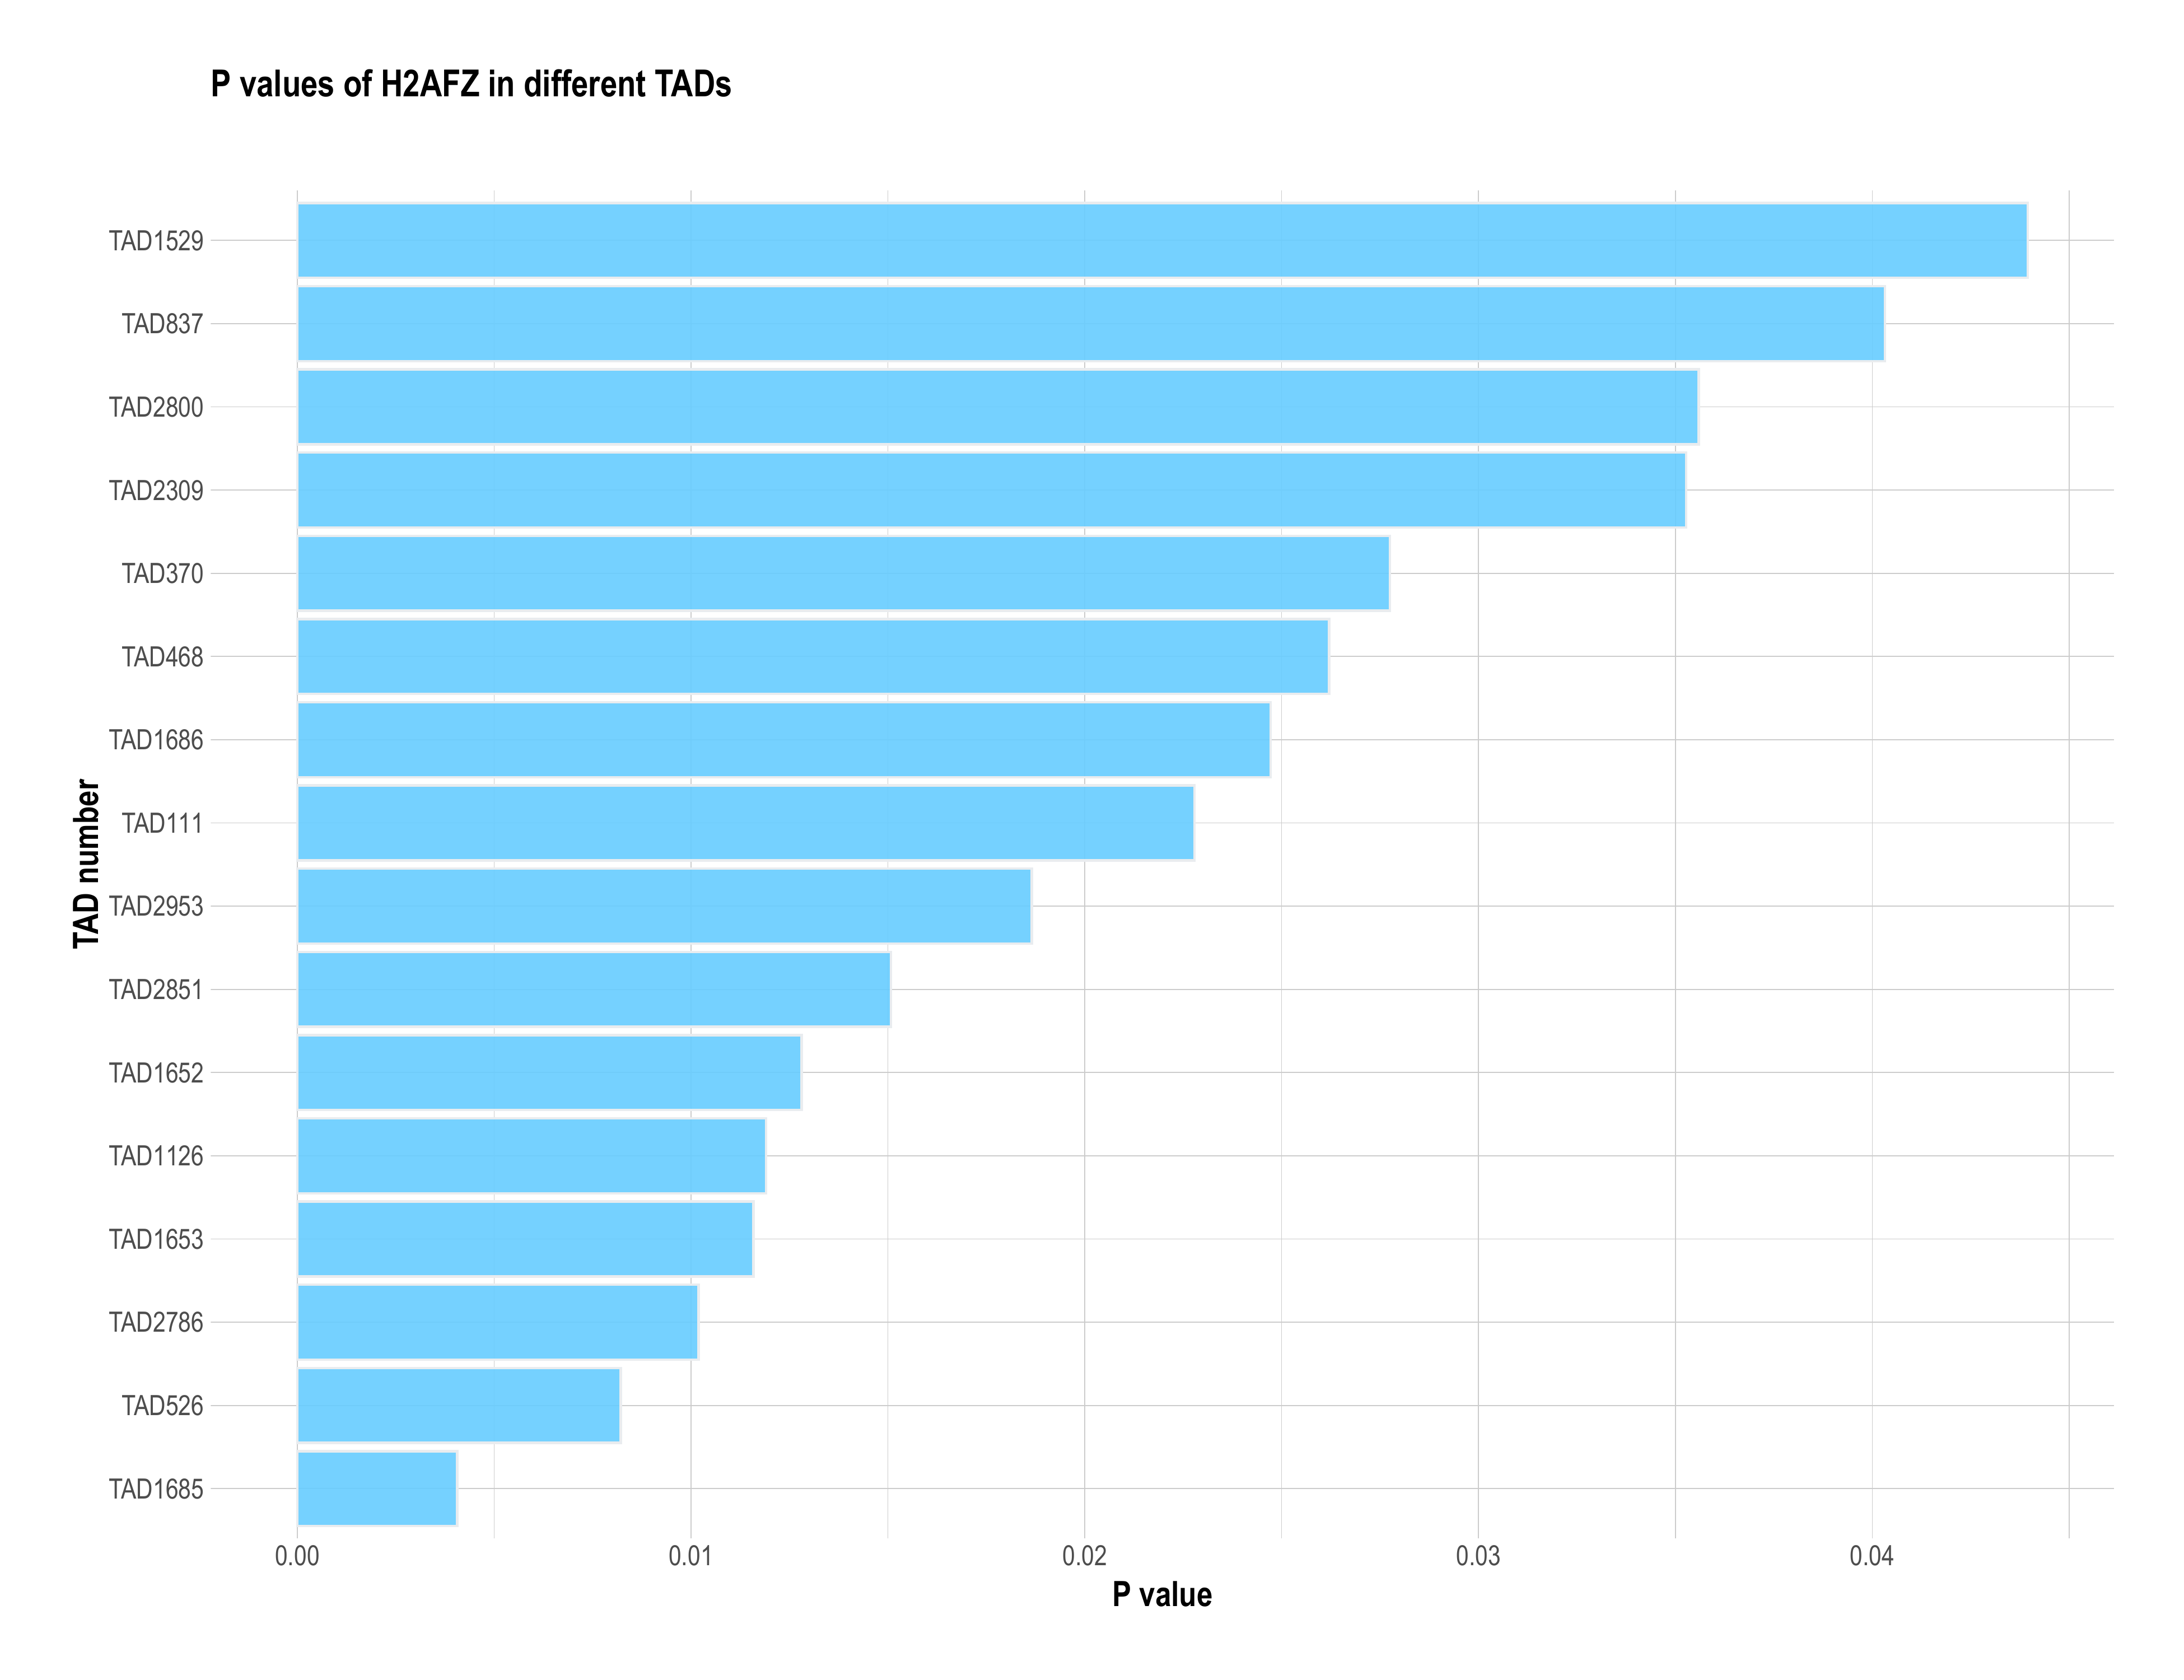 P values of H2AFZ in different TADs
TAD number
TAD1529
TAD837
TAD2800
TAD2309
TAD370
TAD468
TAD1686
TAD111
TAD2953
TAD2851
TAD1652
TAD1126
TAD1653
TAD2786
TAD526
TAD1685
0.00 0.01 0.02 0.03 0.04
P value